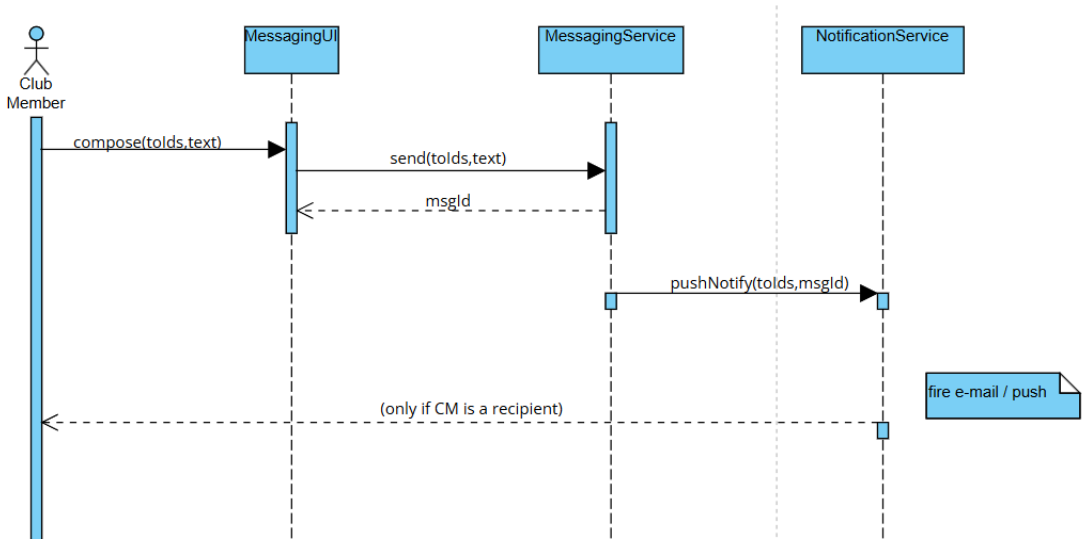 MessagingUI
MessagingService
NotificationService
Club
Member
compose(toIds,text)
send(toIds,text)
msgId
pushNotify(toIds,msgId)
fire e-mail / push
(only if CM is a recipient)